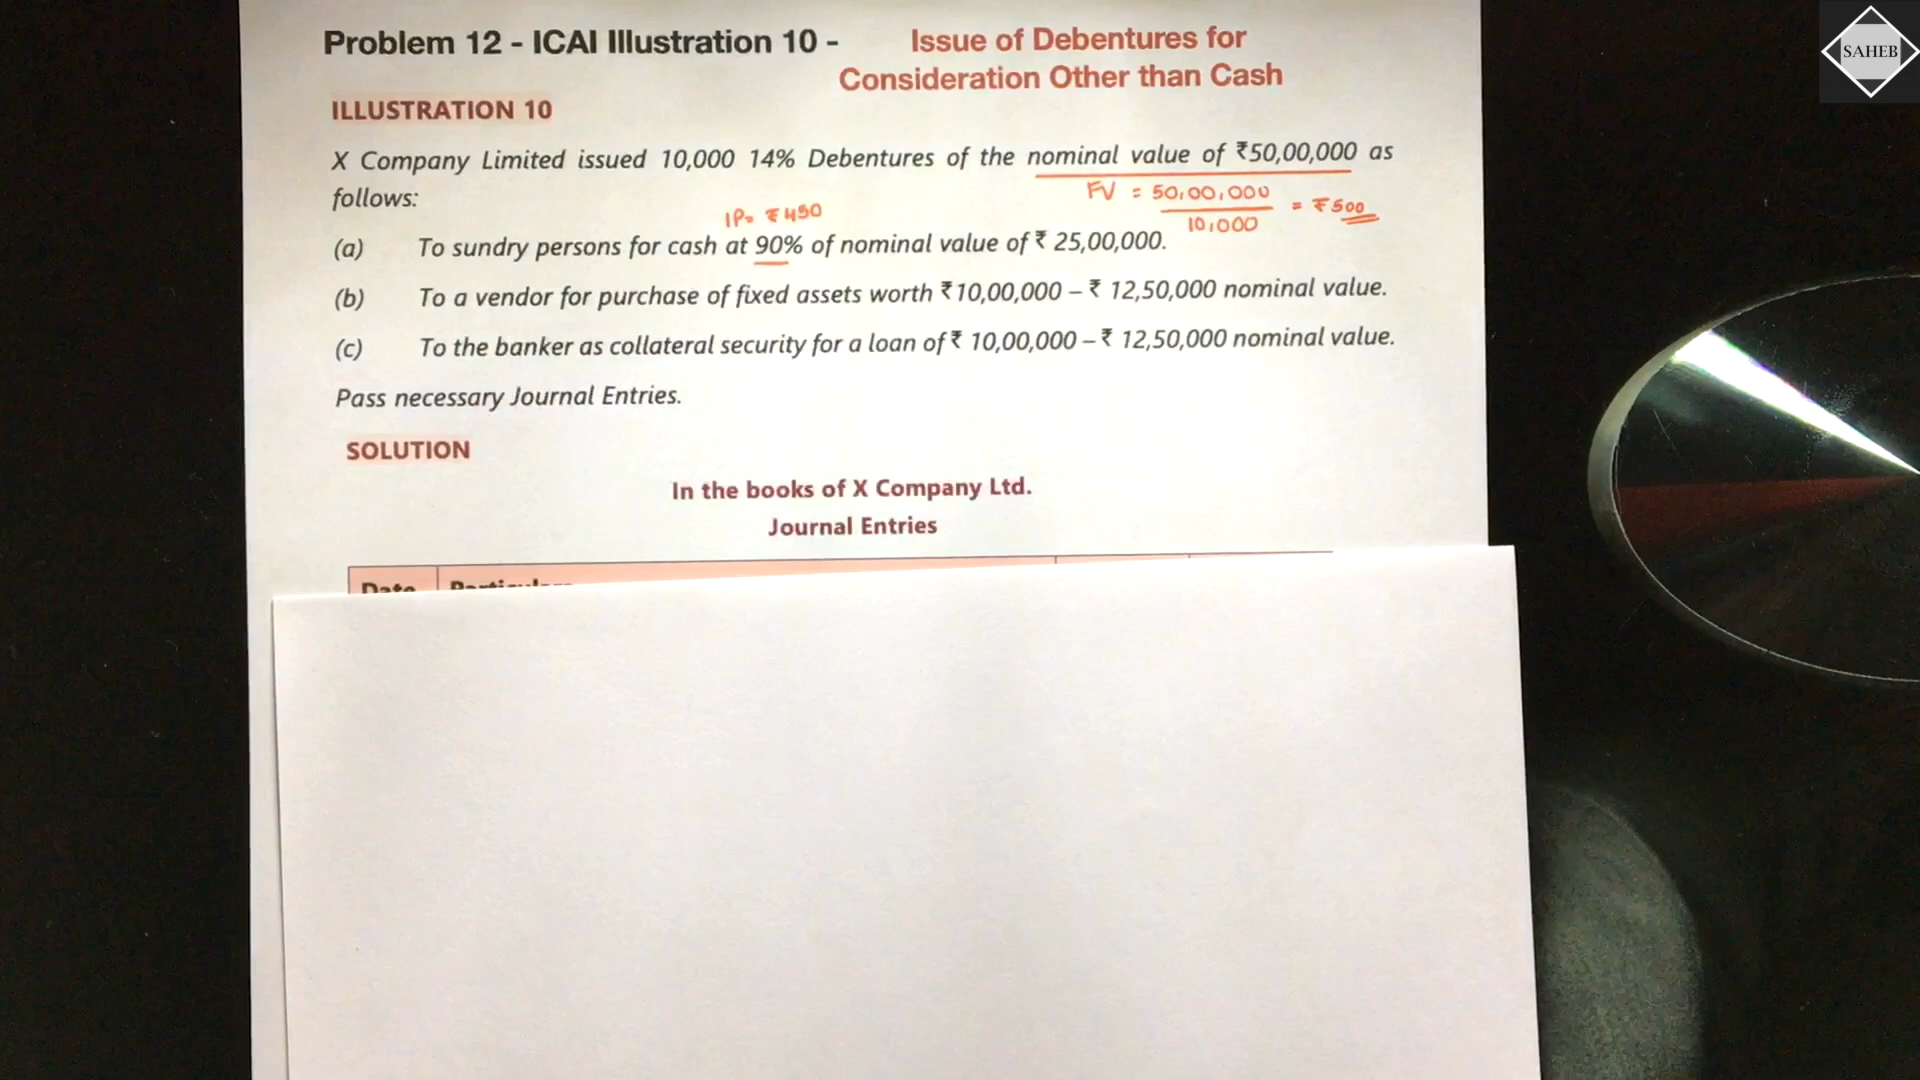 Problem 12 - ICAI Illustration 10 - Issue of Debentures for
Consideration Other than Cash
SAHEB
ILLUSTRATION 10
X Company Limited issued 10,000 14% Debentures of the nominal value of ₹50,00,000 as
follows:
FV = 50,00,000 / 10,000 = ₹500
IP = ₹450
(a) To sundry persons for cash at 90% of nominal value of ₹ 25,00,000.
(b) To a vendor for purchase of fixed assets worth ₹10,00,000 – ₹ 12,50,000 nominal value.
(c) To the banker as collateral security for a loan of ₹ 10,00,000 – ₹ 12,50,000 nominal value.
Pass necessary Journal Entries.
SOLUTION
In the books of X Company Ltd.
Journal Entries
Date